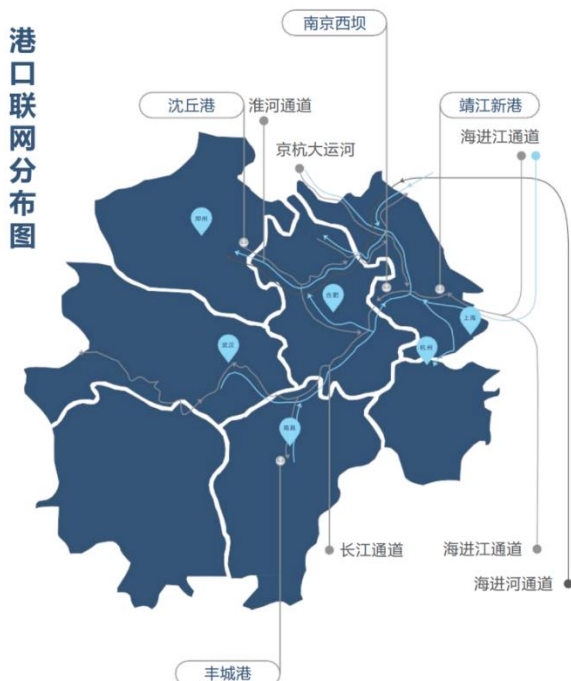 港口联网分布图
南京西坝
沈丘港
淮河通道
靖江新港
京杭大运河
海进江通道
郑州
合肥
上海
武汉
杭州
南昌
长江通道
海进江通道
海进河通道
丰城港